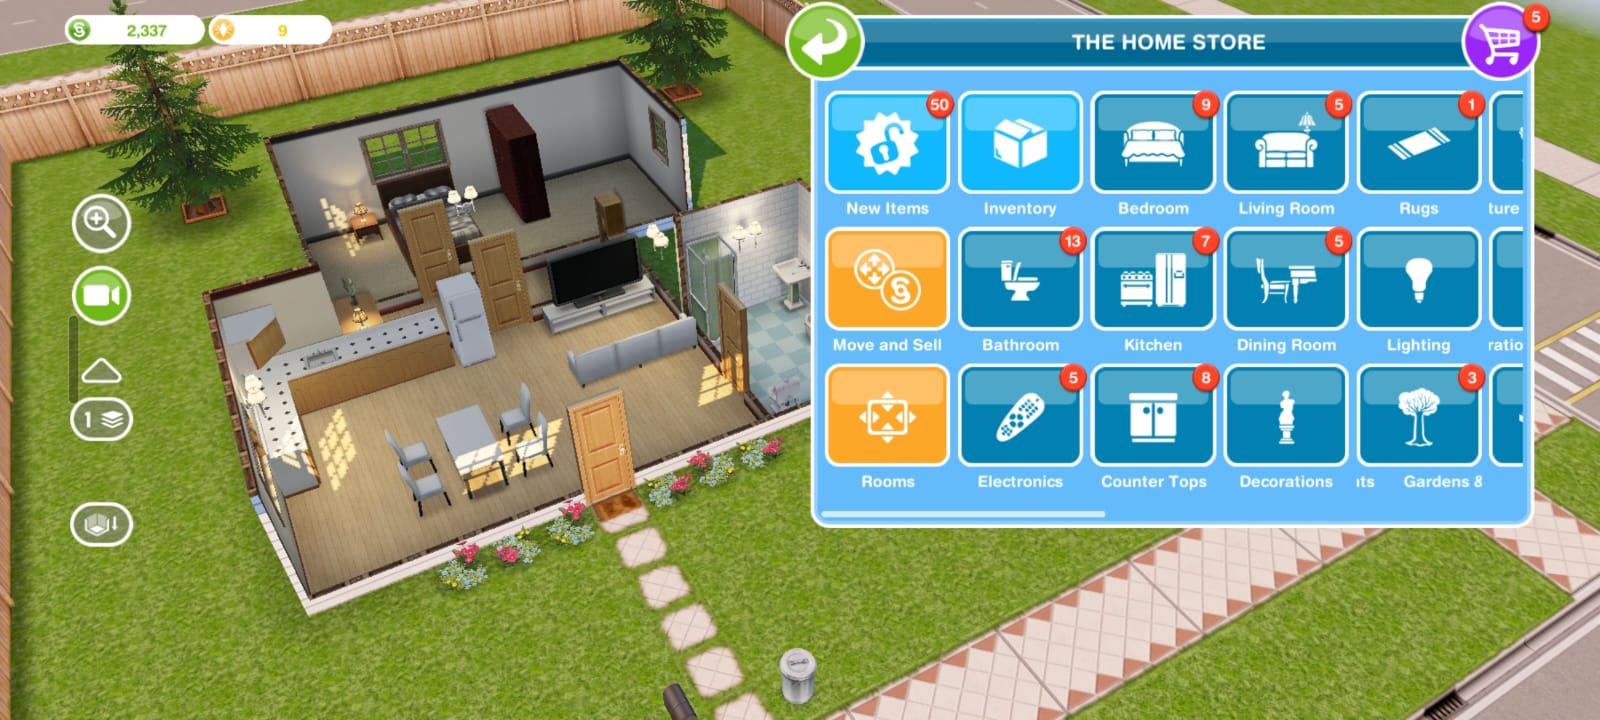 2,337
9
THE HOME STORE
5
50
9
5
1
New Items
Inventory
Bedroom
Living Room
Rugs
ture
13
7
5
Move and Sell
Bathroom
Kitchen
Dining Room
Lighting
ratio
5
8
3
Rooms
Electronics
Counter Tops
Decorations
ıts
Gardens &
1